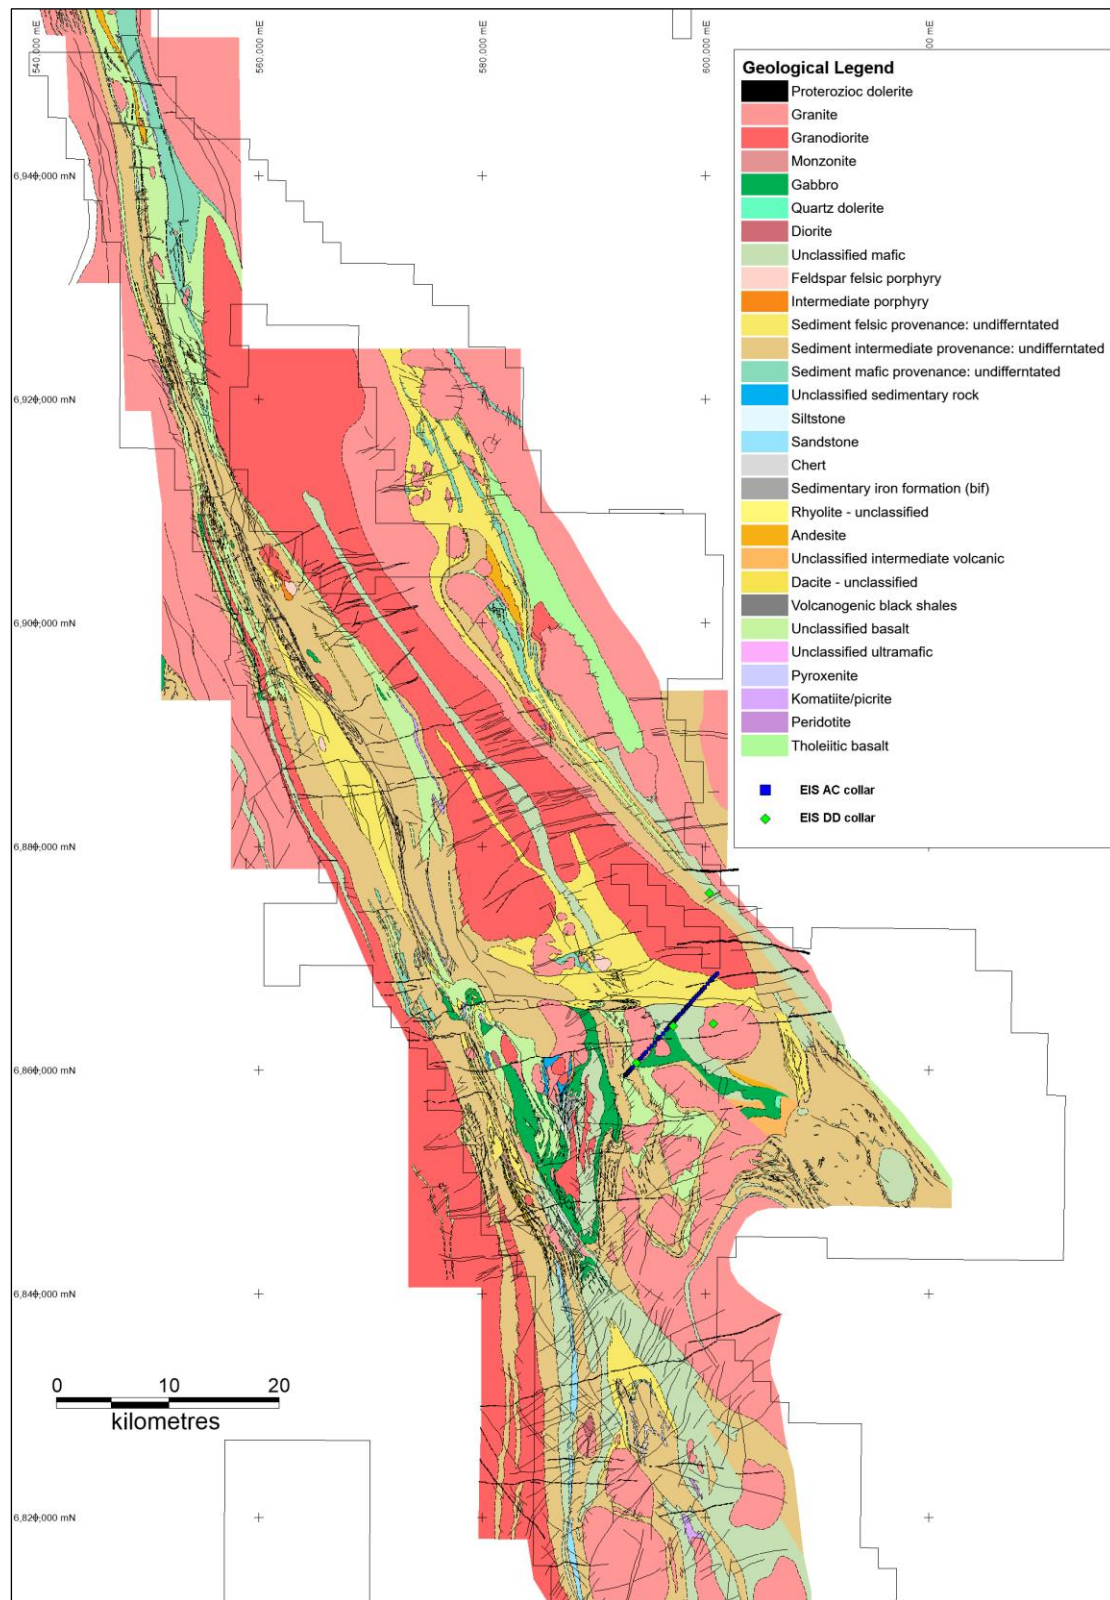 540,000 mE
560,000 mE
580,000 mE
600,000 mE
00 mE
Geological Legend
Proterozioc dolerite
Granite
Granodiorite
Monzonite
Gabbro
Quartz dolerite
Diorite
Unclassified mafic
Feldspar felsic porphyry
Intermediate porphyry
Sediment felsic provenance: undifferntated
Sediment intermediate provenance: undifferntated
Sediment mafic provenance: undifferntated
Unclassified sedimentary rock
Siltstone
Sandstone
Chert
Sedimentary iron formation (bif)
Rhyolite - unclassified
Andesite
Unclassified intermediate volcanic
Dacite - unclassified
Volcanogenic black shales
Unclassified basalt
Unclassified ultramafic
Pyroxenite
Komatiite/picrite
Peridotite
Tholeiitic basalt
EIS AC collar
EIS DD collar
6,940,000 mN
6,920,000 mN
6,900,000 mN
6,880,000 mN
6,860,000 mN
6,840,000 mN
6,820,000 mN
0 10 20
kilometres